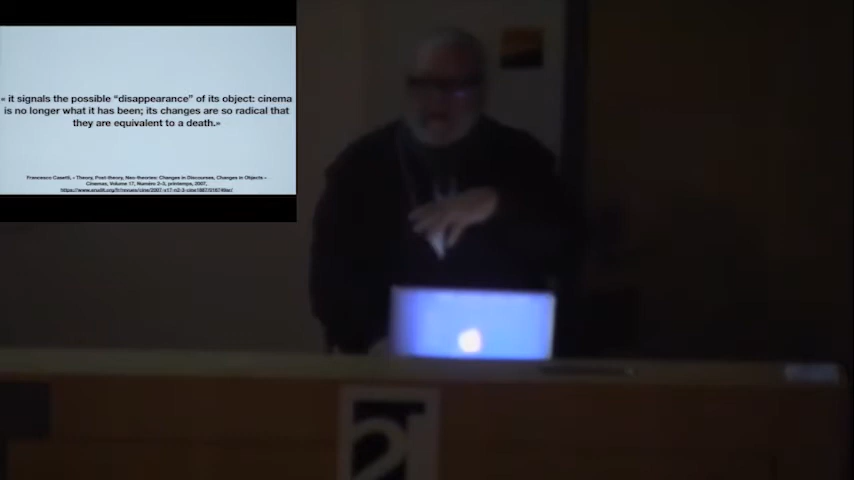 « it signals the possible “disappearance” of its object: cinema
is no longer what it has been; its changes are so radical that
they are equivalent to a death.»
Francesco Casetti, « Theory, Post-theory, Neo-theories: Changes in Discourses, Changes in Objects »
Cinémas, Volume 17, Numéro 2-3, printemps, 2007,